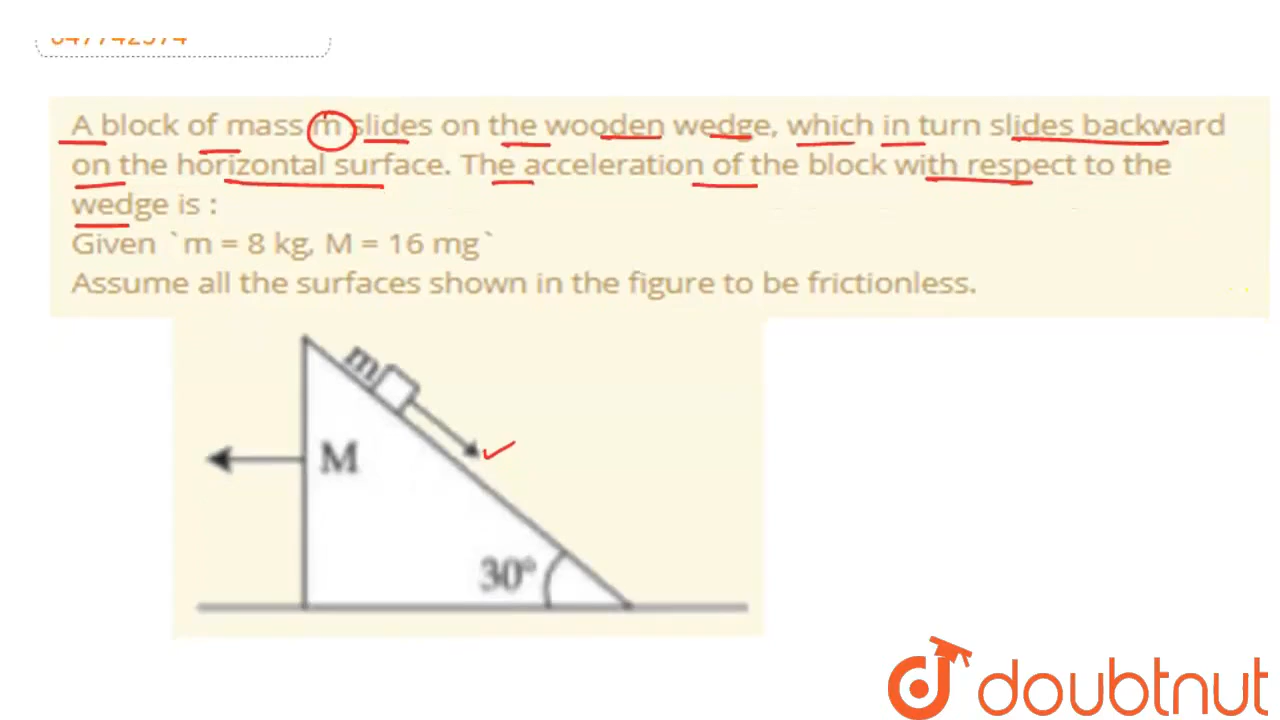 A block of mass m slides on the wooden wedge, which in turn slides backward
on the horizontal surface. The acceleration of the block with respect to the
wedge is :
Given `m = 8 kg, M = 16 mg`
Assume all the surfaces shown in the figure to be frictionless.
m
M
30°
doubtnut